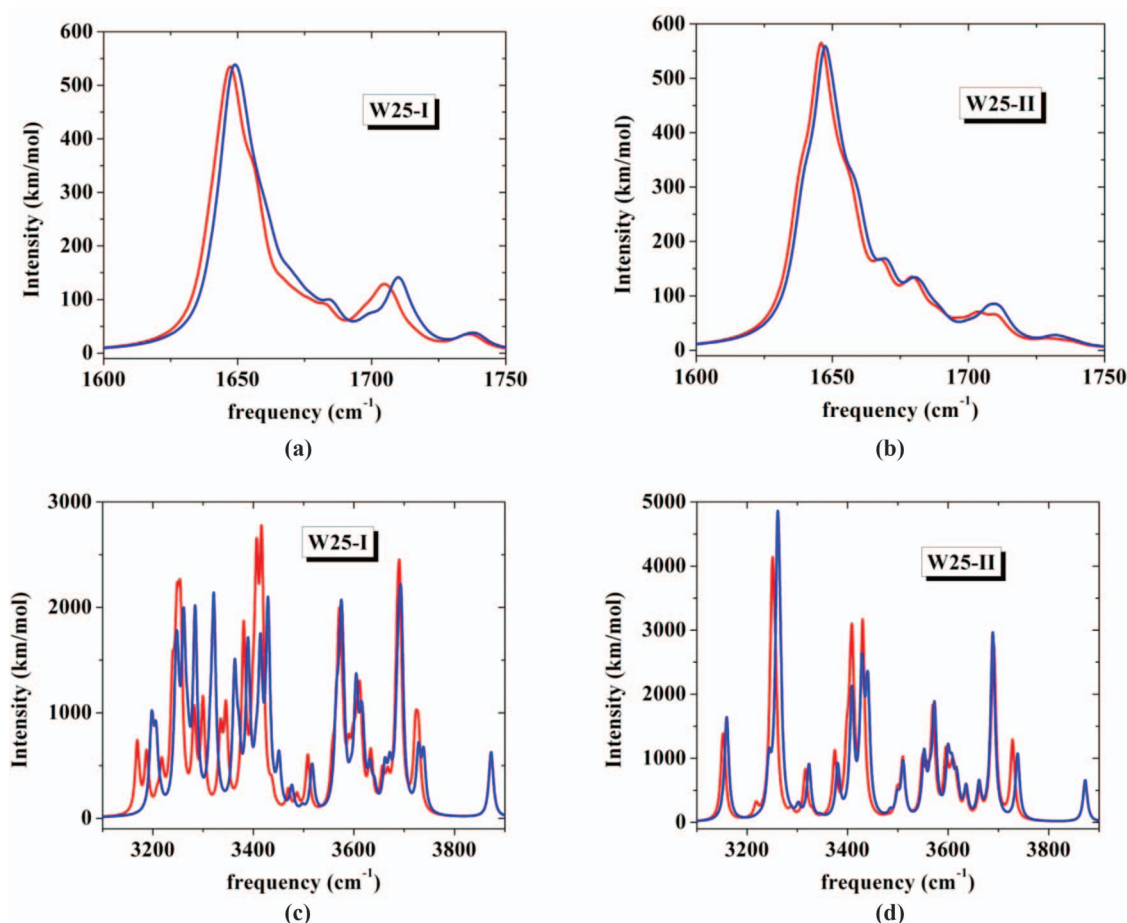 600
500
400
300
200
100
0
Intensity (km/mol)
W25-I
1600 1650 1700 1750
frequency (cm⁻¹)
(a)
600
500
400
300
200
100
0
Intensity (km/mol)
W25-II
1600 1650 1700 1750
frequency (cm⁻¹)
(b)
3000
2000
1000
0
Intensity (km/mol)
W25-I
3200 3400 3600 3800
frequency (cm⁻¹)
(c)
5000
4000
3000
2000
1000
0
Intensity (km/mol)
W25-II
3200 3400 3600 3800
frequency (cm⁻¹)
(d)